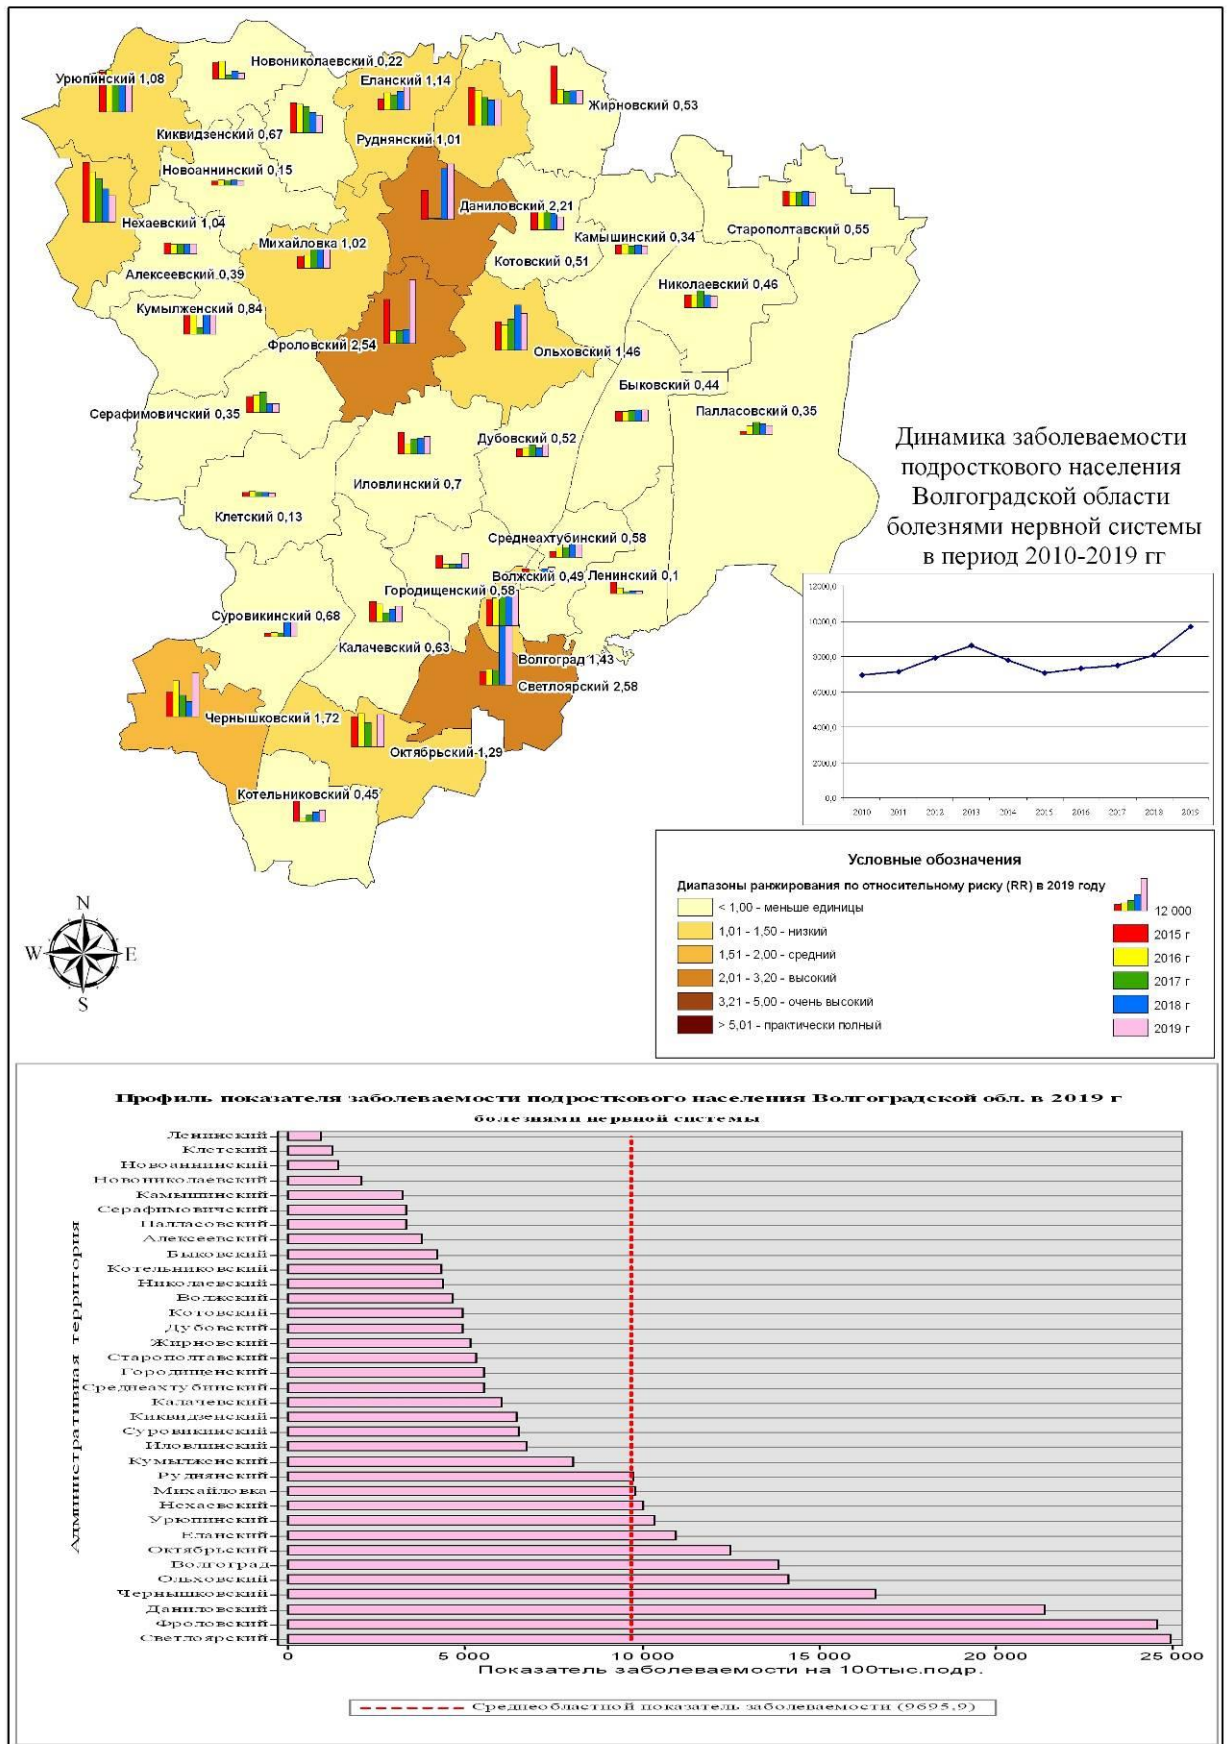 Новониколаевский 0,22
Урюпинский 1,08
Еланский 1,14
Жирновский 0,53
Киквидзенский 0,67
Руднянский 1,01
Новоаннинский 0,15
Даниловский 2,21
Нехаевский 1,04
Старополтавский 0,55
Михайловка 1,02
Камышинский 0,34
Котовский 0,51
Алексеевский 0,39
Николаевский 0,46
Кумылженский 0,84
Фроловский 2,54
Ольховский 1,46
Быковский 0,44
Серафимовичский 0,35
Палласовский 0,35
Дубовский 0,52
Иловлинский 0,7
Клетский 0,13
Среднеахтубинский 0,58
Волжский 0,49
Ленинский 0,1
Городищенский 0,58
Суровикинский 0,68
Калачевский 0,63
Волгоград 1,43
Светлоярский 2,58
Чернышковский 1,72
Октябрьский 1,29
Котельниковский 0,45
Динамика заболеваемости
подросткового населения
Волгоградской области
болезнями нервной системы
в период 2010-2019 гг
12000,0
10000,0
8000,0
6000,0
4000,0
2000,0
0,0
2010 2011 2012 2013 2014 2015 2016 2017 2018 2019
Условные обозначения
Диапазоны ранжирования по относительному риску (RR) в 2019 году
< 1,00 - меньше единицы
1,01 - 1,50 - низкий
1,51 - 2,00 - средний
2,01 - 3,20 - высокий
3,21 - 5,00 - очень высокий
> 5,01 - практически полный
12 000
2015 г
2016 г
2017 г
2018 г
2019 г
N
W E
S
Профиль показателя заболеваемости подросткового населения Волгоградской обл. в 2019 г
болезнями нервной системы
Административная территория
Ленинский
Клетский
Новоаннинский
Новониколаевский
Камышинский
Серафимовичский
Палласовский
Алексеевский
Быковский
Котельниковский
Николаевский
Волжский
Котовский
Дубовский
Жирновский
Старополтавский
Городищенский
Среднеахтубинский
Калачевский
Киквидзенский
Суровикинский
Иловлинский
Кумылженский
Руднянский
Михайловка
Нехаевский
Урюпинский
Еланский
Октябрьский
Волгоград
Ольховский
Чернышковский
Даниловский
Фроловский
Светлоярский
0 5 000 10 000 15 000 20 000 25 000
Показатель заболеваемости на 100тыс.подр.
Среднеобластной показатель заболеваемости (9695,9)